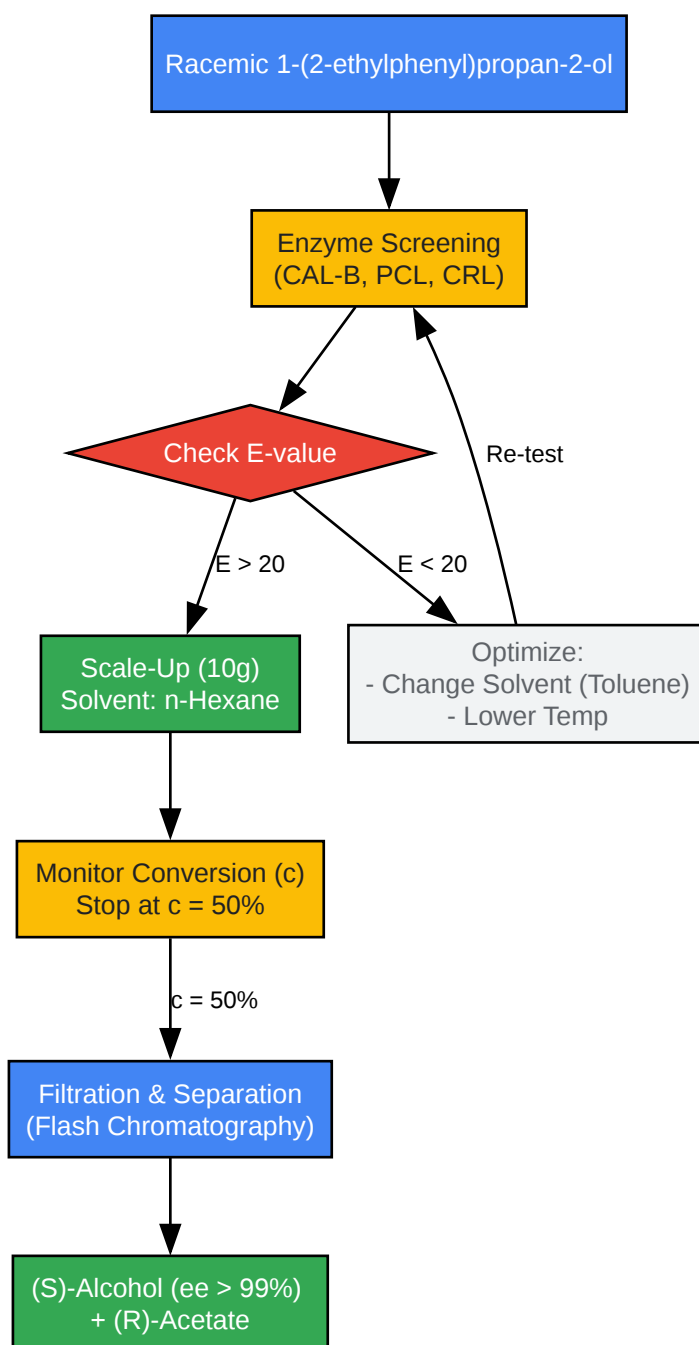 Racemic 1-(2-ethylphenyl)propan-2-ol
Enzyme Screening
(CAL-B, PCL, CRL)
Check E-value
Re-test
E > 20
E < 20
Scale-Up (10g)
Solvent: n-Hexane
Optimize:
- Change Solvent (Toluene)
- Lower Temp
Monitor Conversion (c)
Stop at c = 50%
c = 50%
Filtration & Separation
(Flash Chromatography)
(S)-Alcohol (ee > 99%)
+ (R)-Acetate